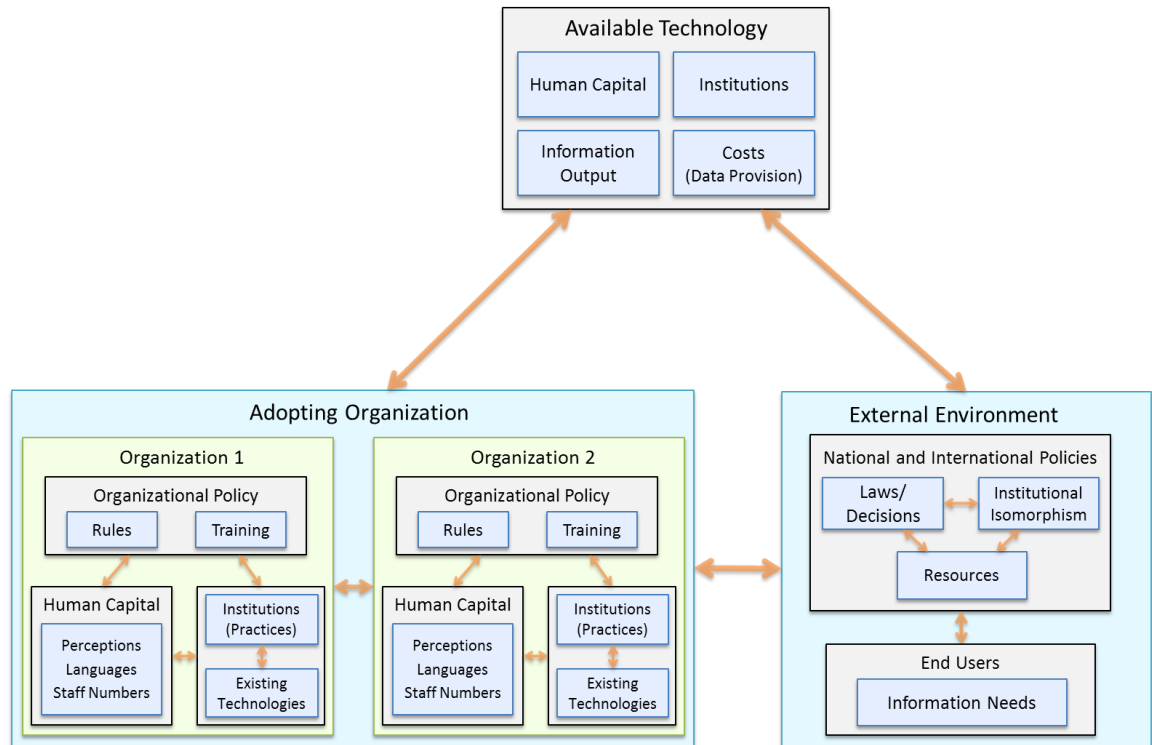 Available Technology
Human Capital
Institutions
Information
Output
Costs
(Data Provision)
Adopting Organization
Organization 1
Organizational Policy
Rules
Training
Human Capital
Perceptions
Languages
Staff Numbers
Institutions
(Practices)
Existing
Technologies
Organization 2
Organizational Policy
Rules
Training
Human Capital
Perceptions
Languages
Staff Numbers
Institutions
(Practices)
Existing
Technologies
External Environment
National and International Policies
Laws/
Decisions
Institutional
Isomorphism
Resources
End Users
Information Needs